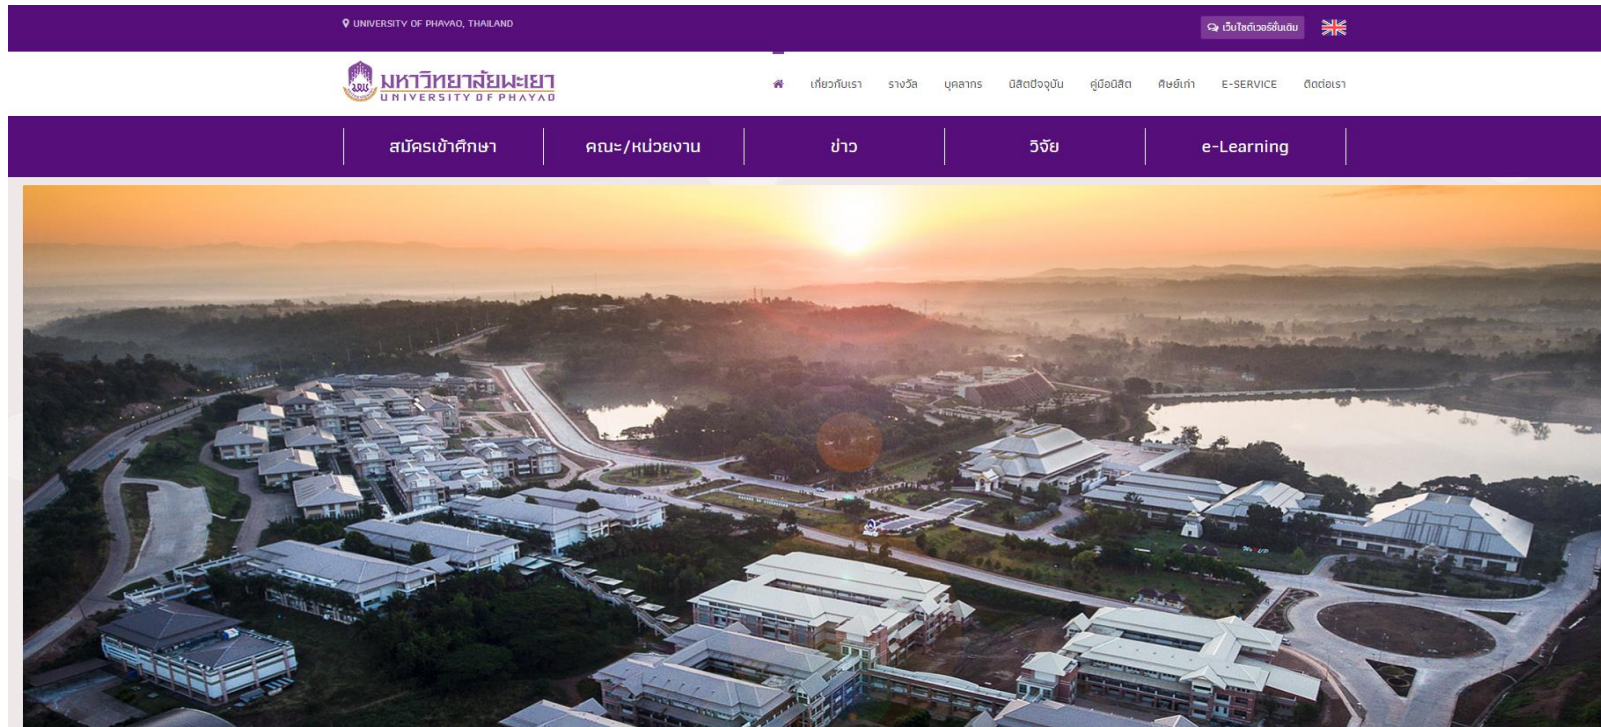 UNIVERSITY OF PHAYAO, THAILAND
เว็บไซต์เวอร์ชั่นเดิม
มหาวิทยาลัยพะเยา
UNIVERSITY OF PHAYAO
เกี่ยวกับเรา รางวัล บุคลากร นิสิตปัจจุบัน คู่มือนิสิต ศิษย์เก่า E-SERVICE ติดต่อเรา
สมัครเข้าศึกษา คณะ/หน่วยงาน ข่าว วิจัย e-Learning